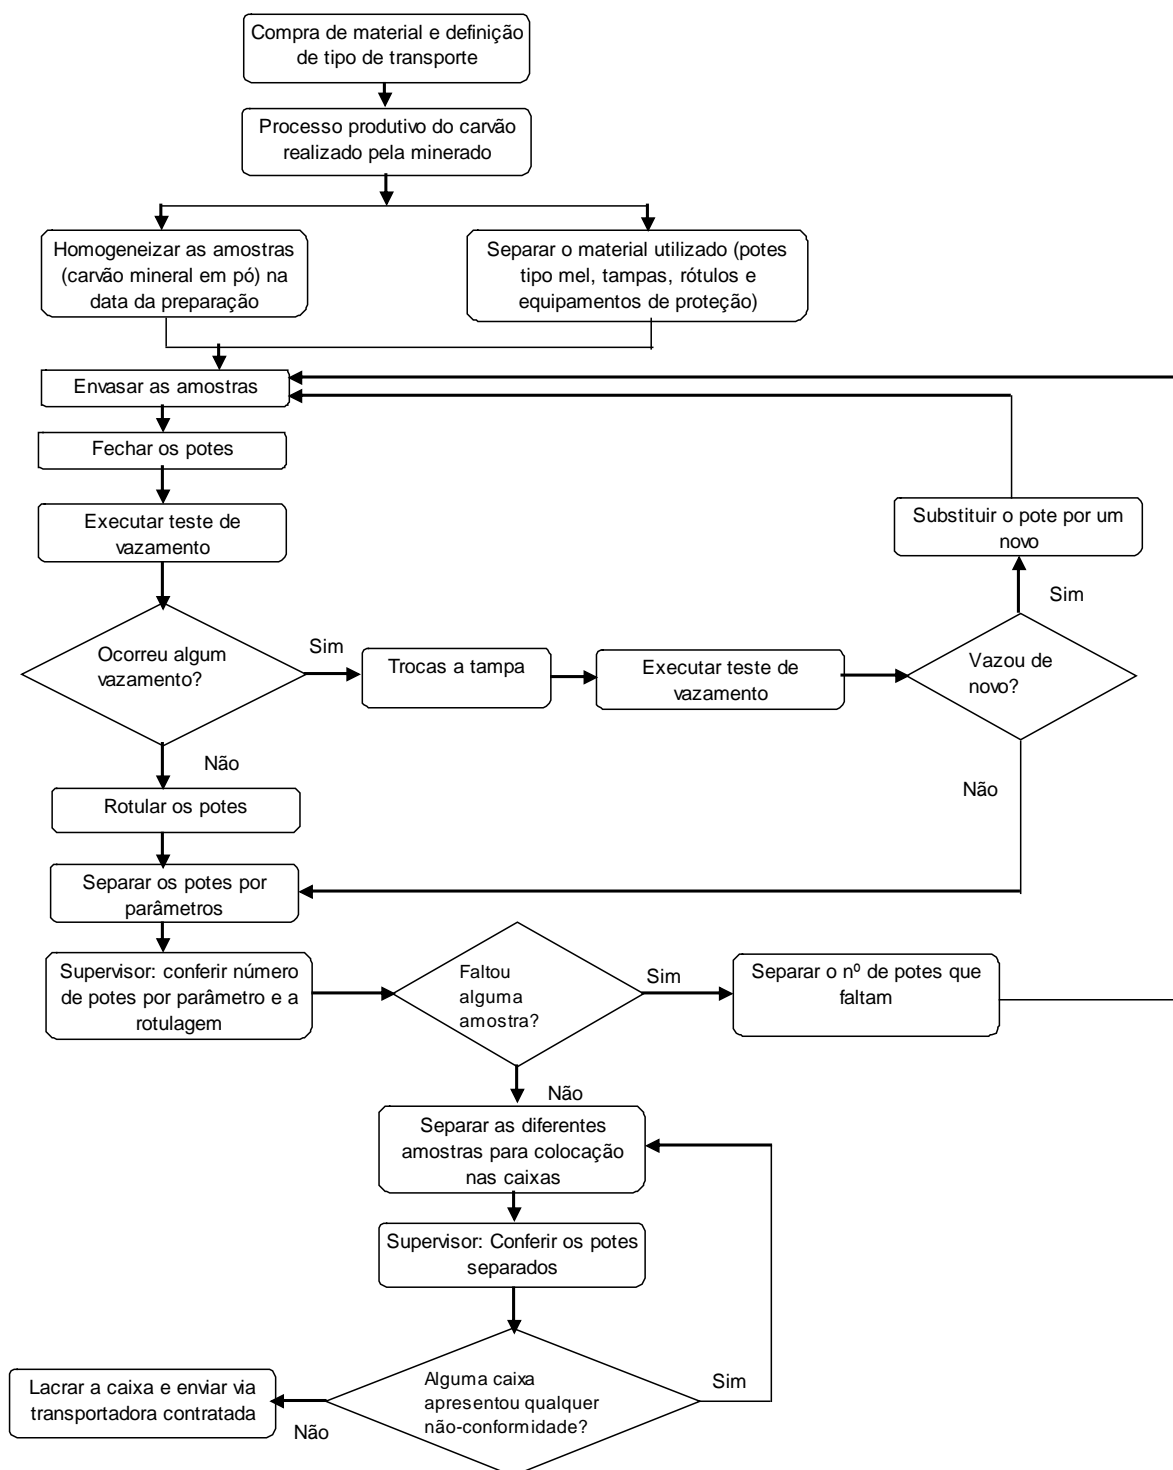 Compra de material e definição
de tipo de transporte
Processo produtivo do carvão
realizado pela minerado
Homogeneizar as amostras
(carvão mineral em pó) na
data da preparação
Separar o material utilizado (potes
tipo mel, tampas, rótulos e
equipamentos de proteção)
Envasar as amostras
Fechar os potes
Executar teste de
vazamento
Substituir o pote por um
novo
Sim
Ocorreu algum
vazamento?
Sim
Trocas a tampa
Executar teste de
vazamento
Vazou de
novo?
Não
Não
Rotular os potes
Separar os potes por
parâmetros
Supervisor: conferir número
de potes por parâmetro e a
rotulagem
Faltou
alguma
amostra?
Sim
Separar o nº de potes que
faltam
Não
Separar as diferentes
amostras para colocação
nas caixas
Supervisor: Conferir os potes
separados
Alguma caixa
apresentou qualquer
não-conformidade?
Sim
Não
Lacrar a caixa e enviar via
transportadora contratada